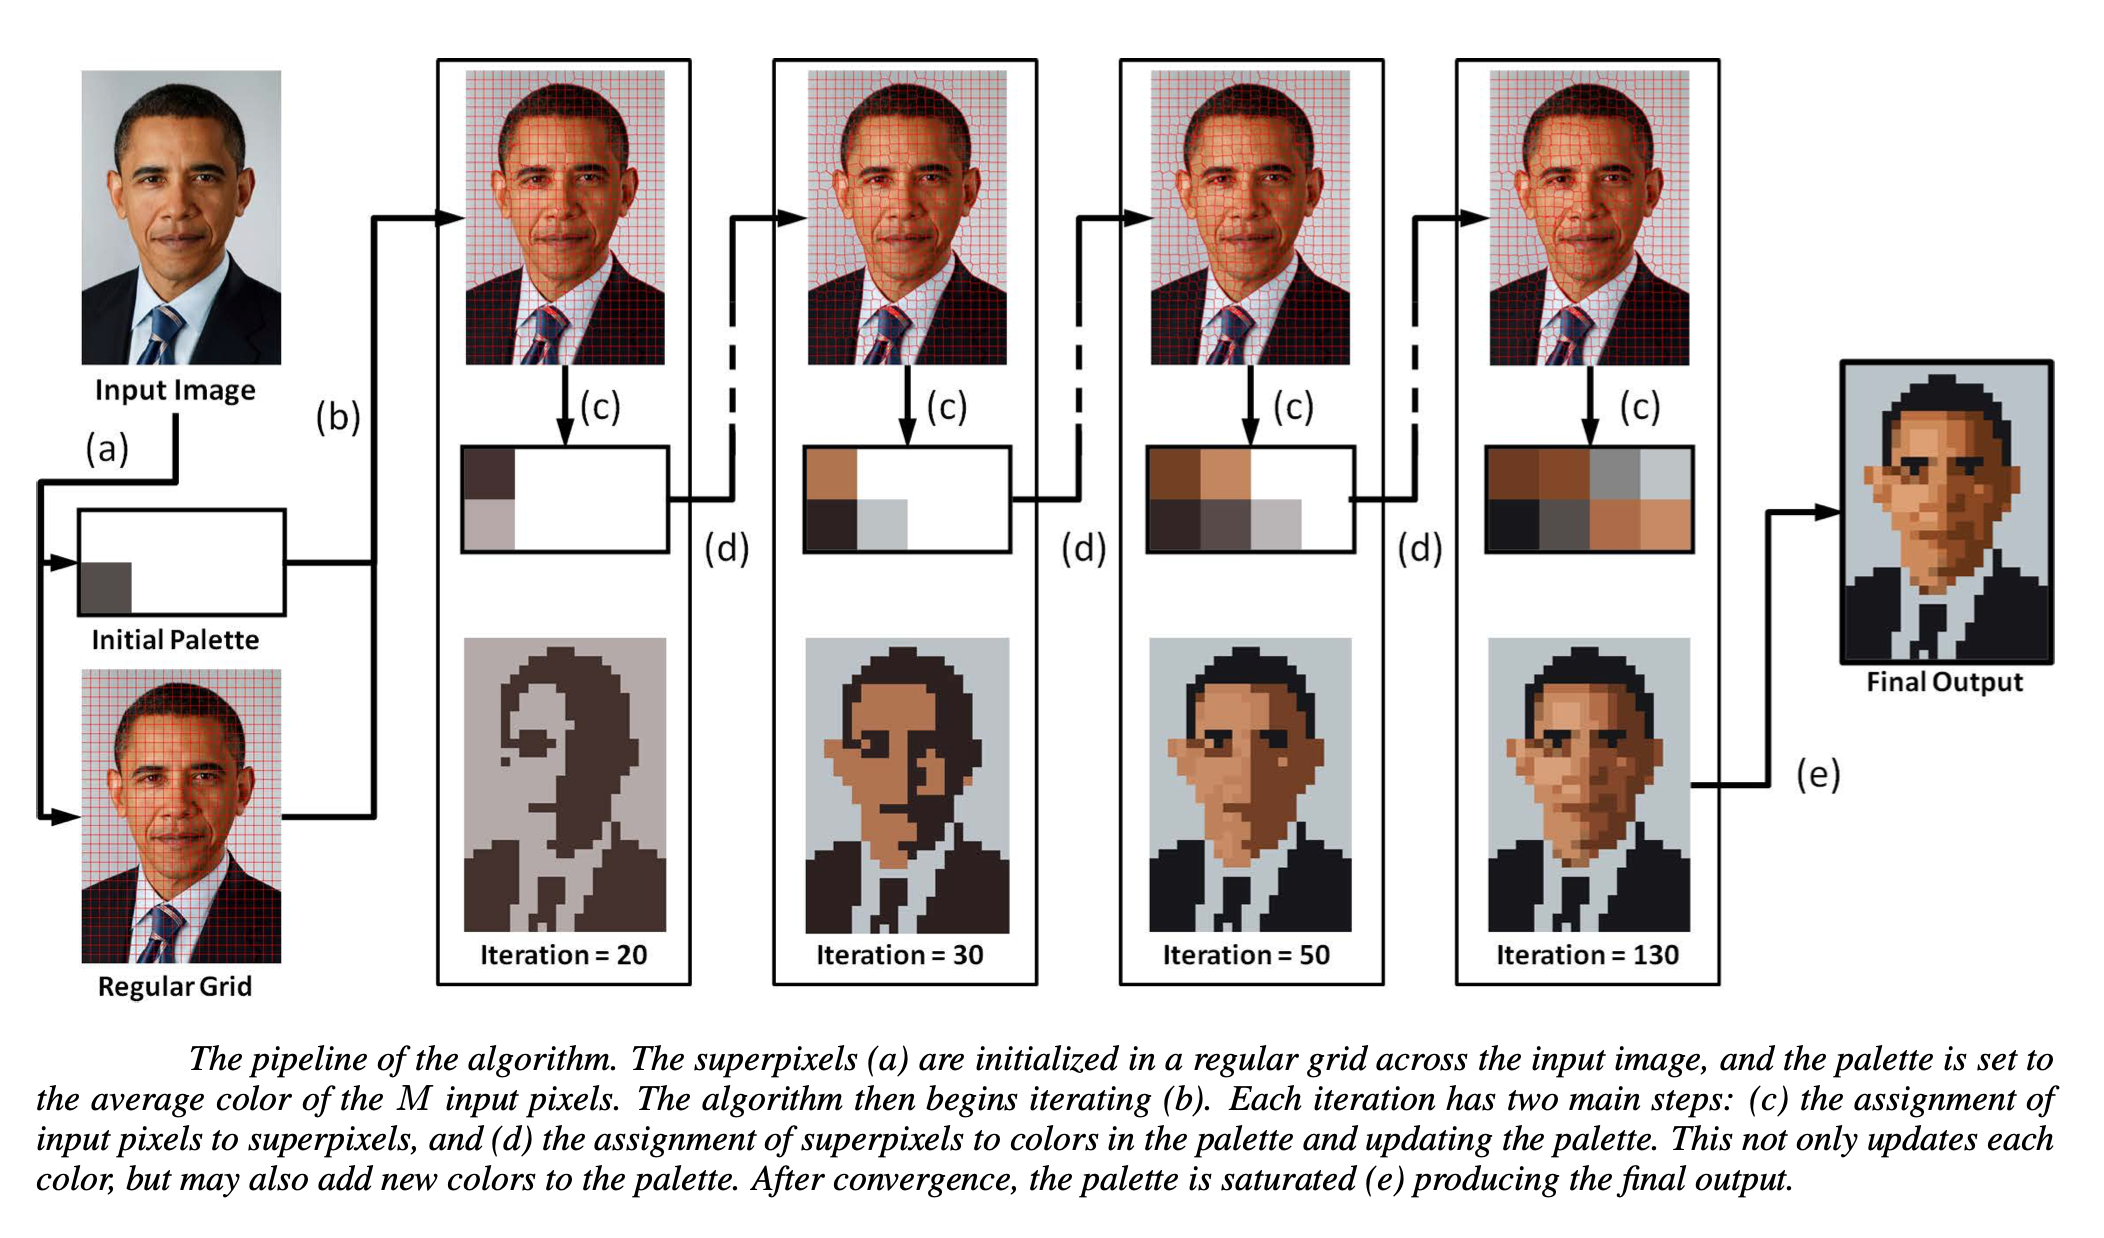 Input Image
(a)
(b)
Initial Palette
Regular Grid
(c)
(d)
Iteration = 20
(c)
(d)
Iteration = 30
(c)
(d)
Iteration = 50
(c)
Iteration = 130
(e)
Final Output
The pipeline of the algorithm. The superpixels (a) are initialized in a regular grid across the input image, and the palette is set to
the average color of the M input pixels. The algorithm then begins iterating (b). Each iteration has two main steps: (c) the assignment of
input pixels to superpixels, and (d) the assignment of superpixels to colors in the palette and updating the palette. This not only updates each
color, but may also add new colors to the palette. After convergence, the palette is saturated (e) producing the final output.